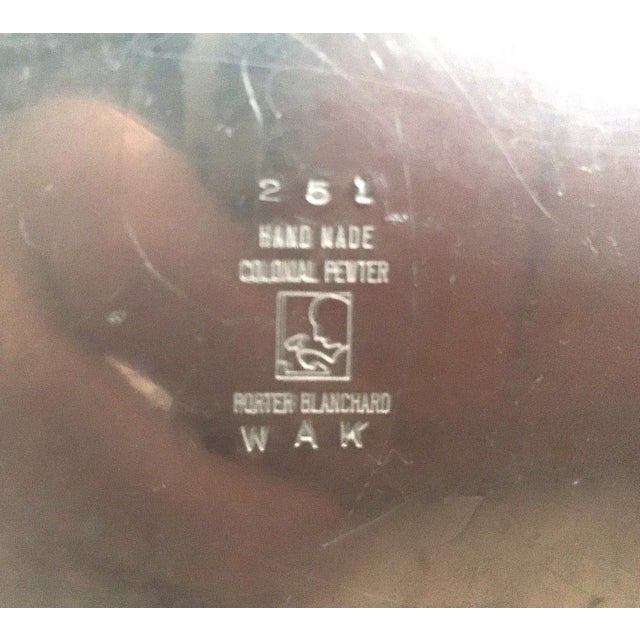 251
HAND MADE
COLONIAL PEWTER
PORTER BLANCHARD
WAK